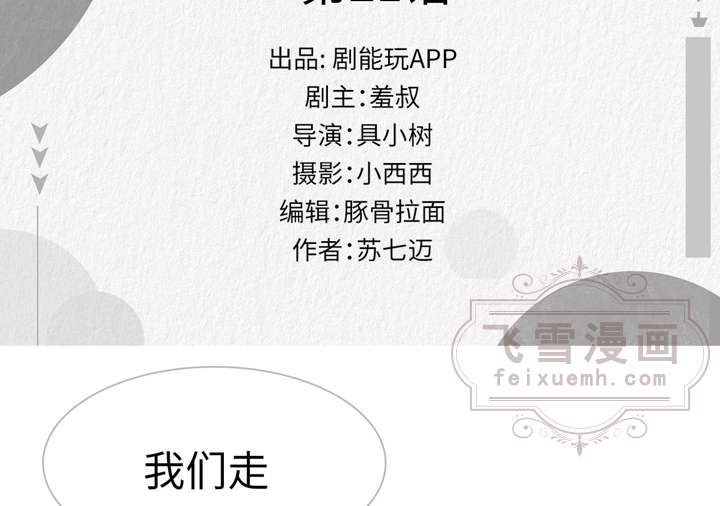 出品: 剧能玩APP
剧主:羞叔
导演:具小树
摄影:小西西
编辑:豚骨拉面
作者:苏七迈
飞雪漫画
feixuemh.com
我们走